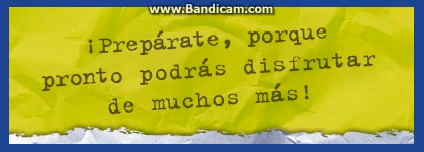 www.Bandicam.com
¡Prepárate, porque
pronto podrás disfrutar
de muchos más!